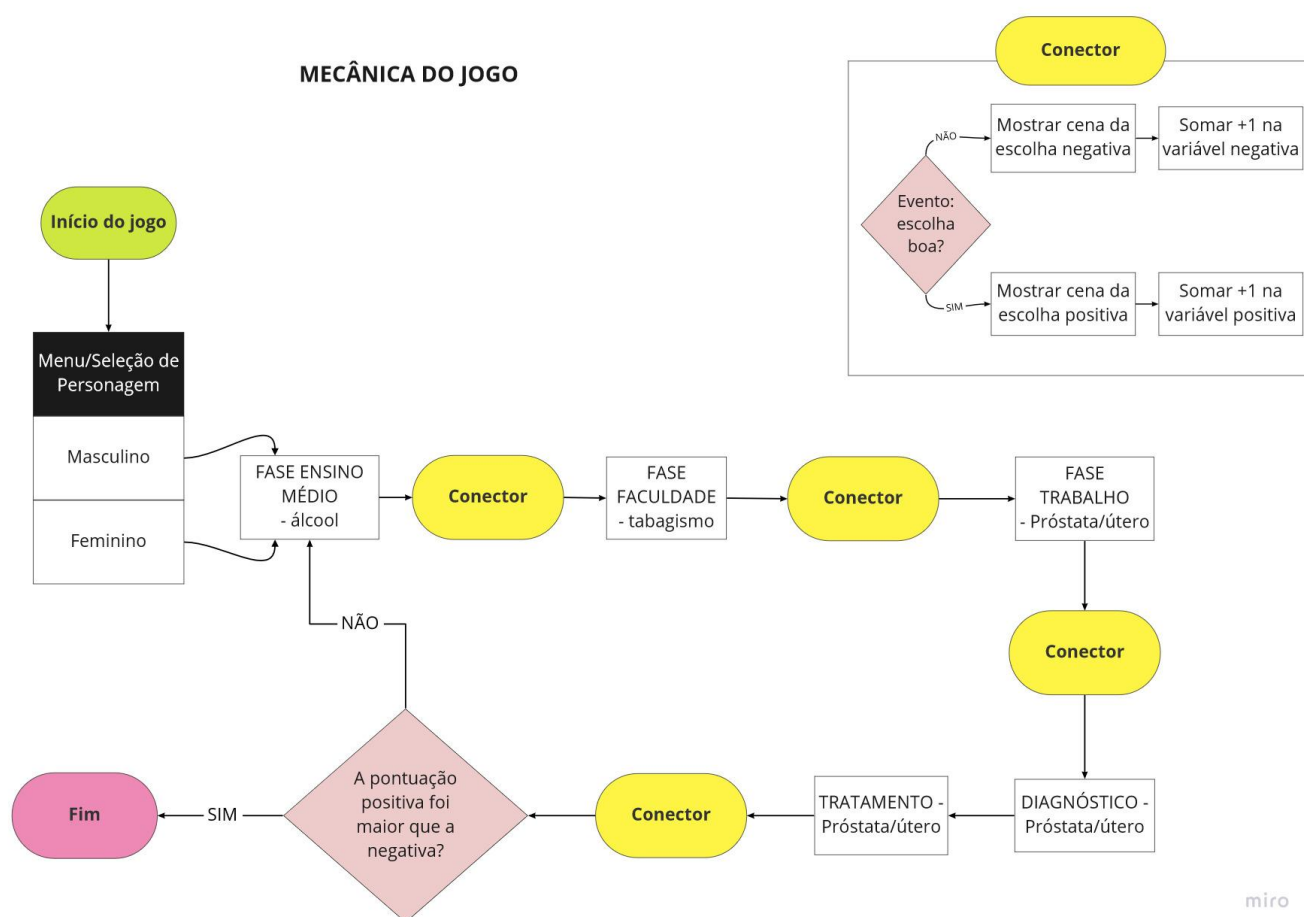 MECÂNICA DO JOGO
Conector
NÃO
Mostrar cena da
escolha negativa
Somar +1 na
variável negativa
Evento:
escolha
boa?
SIM
Mostrar cena da
escolha positiva
Somar +1 na
variável positiva
Início do jogo
Menu/Seleção de
Personagem
Masculino
Feminino
FASE ENSINO
MÉDIO
- álcool
Conector
FASE
FACULDADE
- tabagismo
Conector
FASE
TRABALHO
- Próstata/útero
Conector
DIAGNÓSTICO -
Próstata/útero
TRATAMENTO -
Próstata/útero
Conector
A pontuação
positiva foi
maior que a
negativa?
NÃO
SIM
Fim
miro